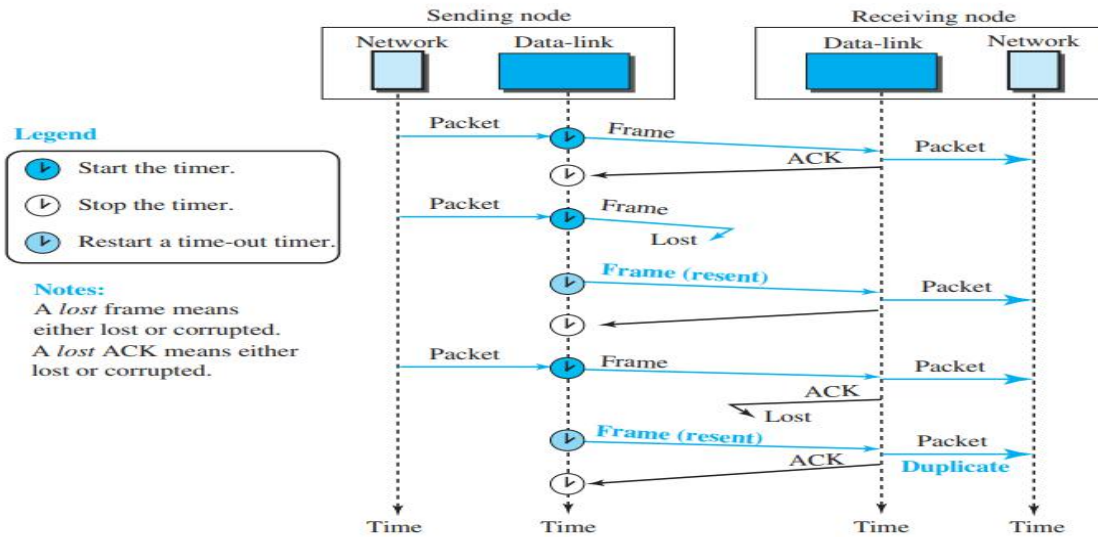 Sending node
Receiving node
Network
Data-link
Data-link
Network
Legend
Start the timer.
Stop the timer.
Restart a time-out timer.
Notes:
A lost frame means
either lost or corrupted.
A lost ACK means either
lost or corrupted.
Packet
Frame
ACK
Packet
Packet
Frame
Lost
Frame (resent)
Packet
Packet
Frame
Packet
ACK
Lost
Frame (resent)
Packet
ACK
Duplicate
Time
Time
Time
Time